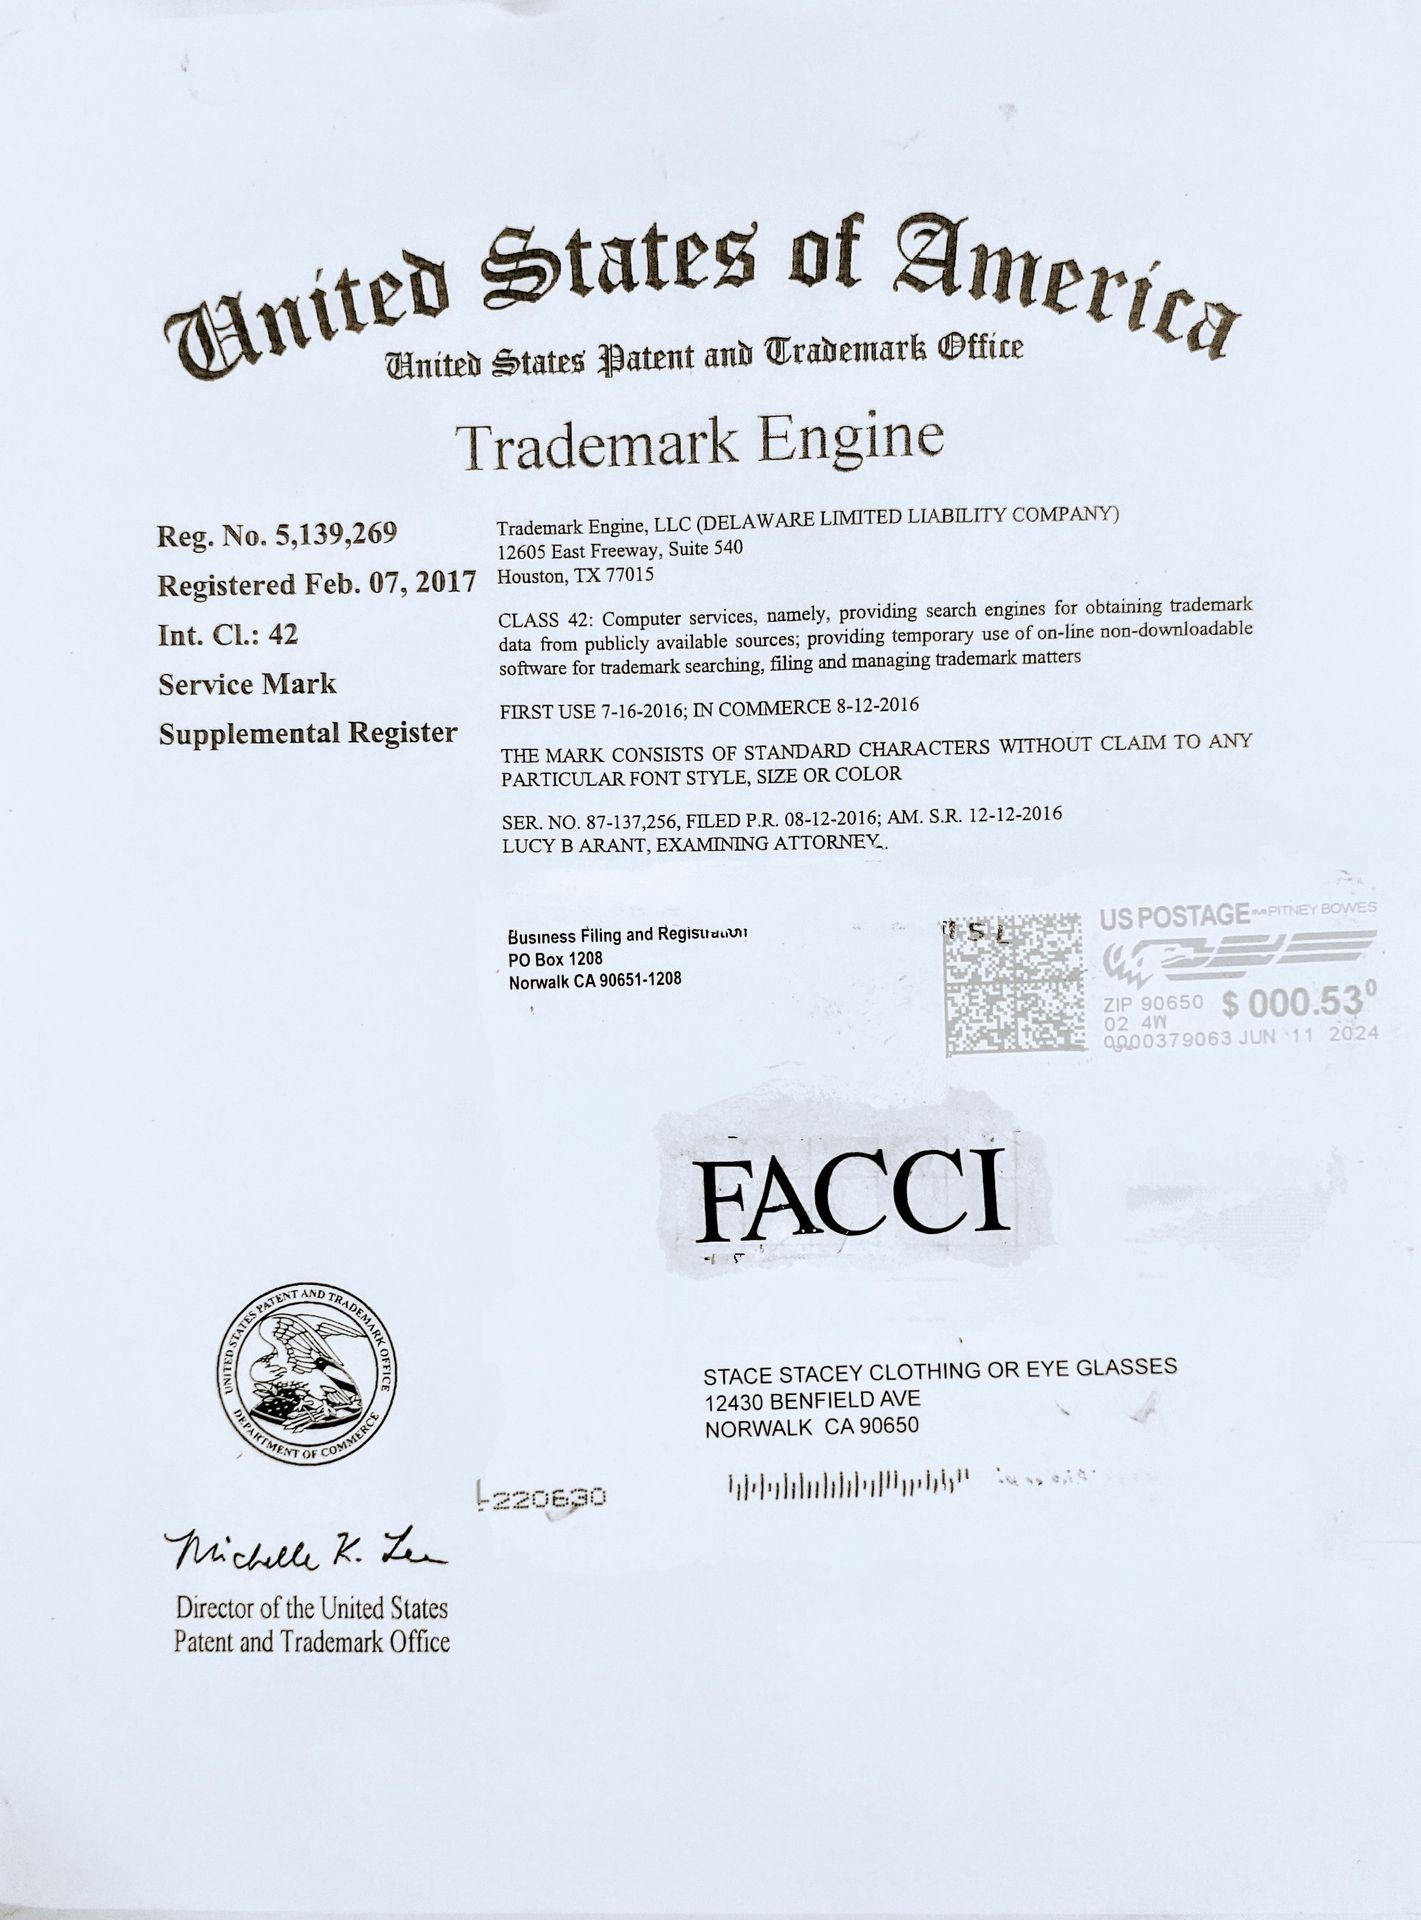 United States of America
United States Patent and Trademark Office
Trademark Engine
Reg. No. 5,139,269
Registered Feb. 07, 2017
Int. Cl.: 42
Service Mark
Supplemental Register
Trademark Engine, LLC (DELAWARE LIMITED LIABILITY COMPANY)
12605 East Freeway, Suite 540
Houston, TX 77015
CLASS 42: Computer services, namely, providing search engines for obtaining trademark
data from publicly available sources; providing temporary use of on-line non-downloadable
software for trademark searching, filing and managing trademark matters
FIRST USE 7-16-2016; IN COMMERCE 8-12-2016
THE MARK CONSISTS OF STANDARD CHARACTERS WITHOUT CLAIM TO ANY
PARTICULAR FONT STYLE, SIZE OR COLOR
SER. NO. 87-137,256, FILED P.R. 08-12-2016; AM. S.R. 12-12-2016
LUCY B ARANT, EXAMINING ATTORNEY
Business Filing and Registration
PO Box 1208
Norwalk CA 90651-1208
US POSTAGE PITNEY BOWES
ZIP 90650 $ 000.53⁰
02 4W
0000379063 JUN 11 2024
FACCI
STACE STACEY CLOTHING OR EYE GLASSES
12430 BENFIELD AVE
NORWALK CA 90650
UNITED STATES PATENT AND TRADEMARK OFFICE
DEPARTMENT OF COMMERCE
220630
Michelle K. Lee
Director of the United States
Patent and Trademark Office